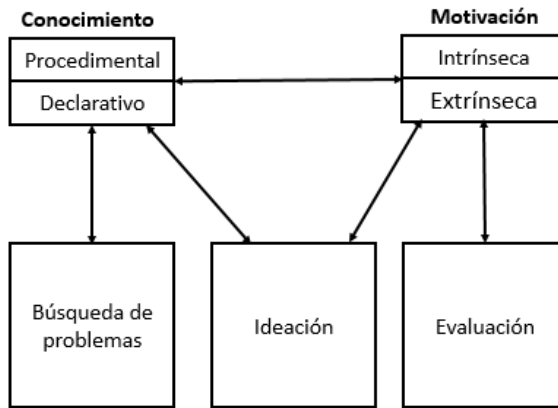 Conocimiento
Motivación
Procedimental
Declarativo
Intrínseca
Extrínseca
Búsqueda de
problemas
Ideación
Evaluación